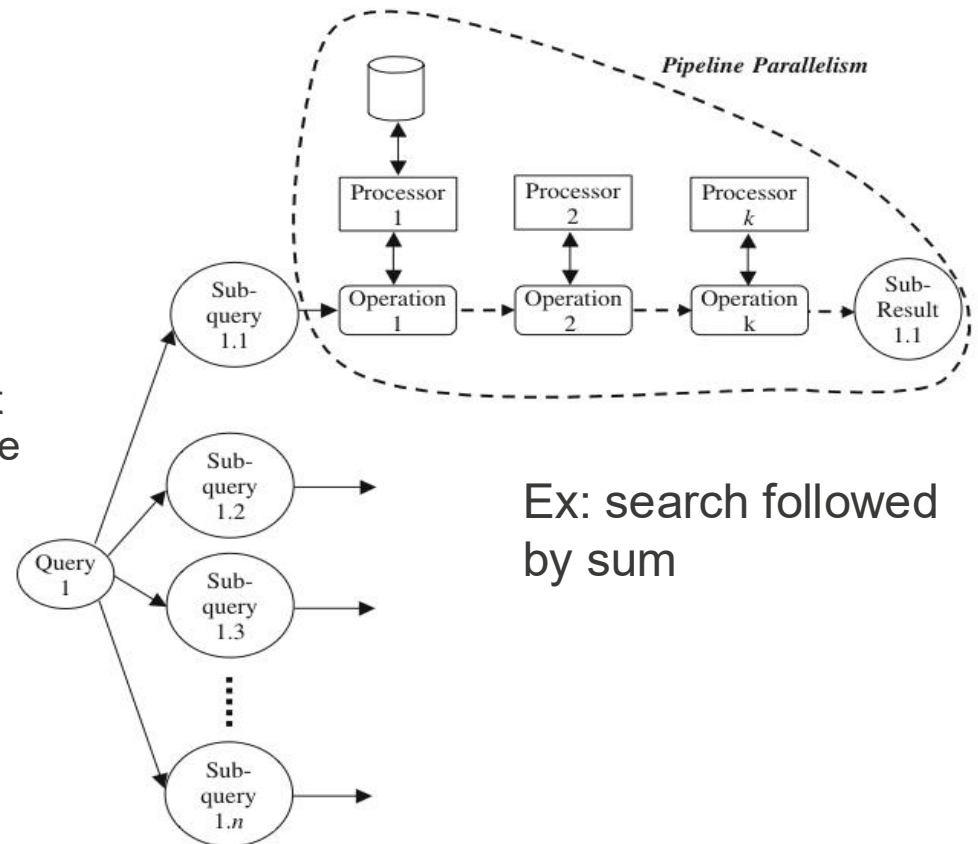 Pipeline Parallelism
Processor
1
Processor
2
Processor
k
Sub-
query
1.1
Operation
1
Operation
2
Operation
k
Sub-
Result
1.1
t
e
Sub-
query
1.2
Ex: search followed
by sum
Query
1
Sub-
query
1.3
Sub-
query
1.n